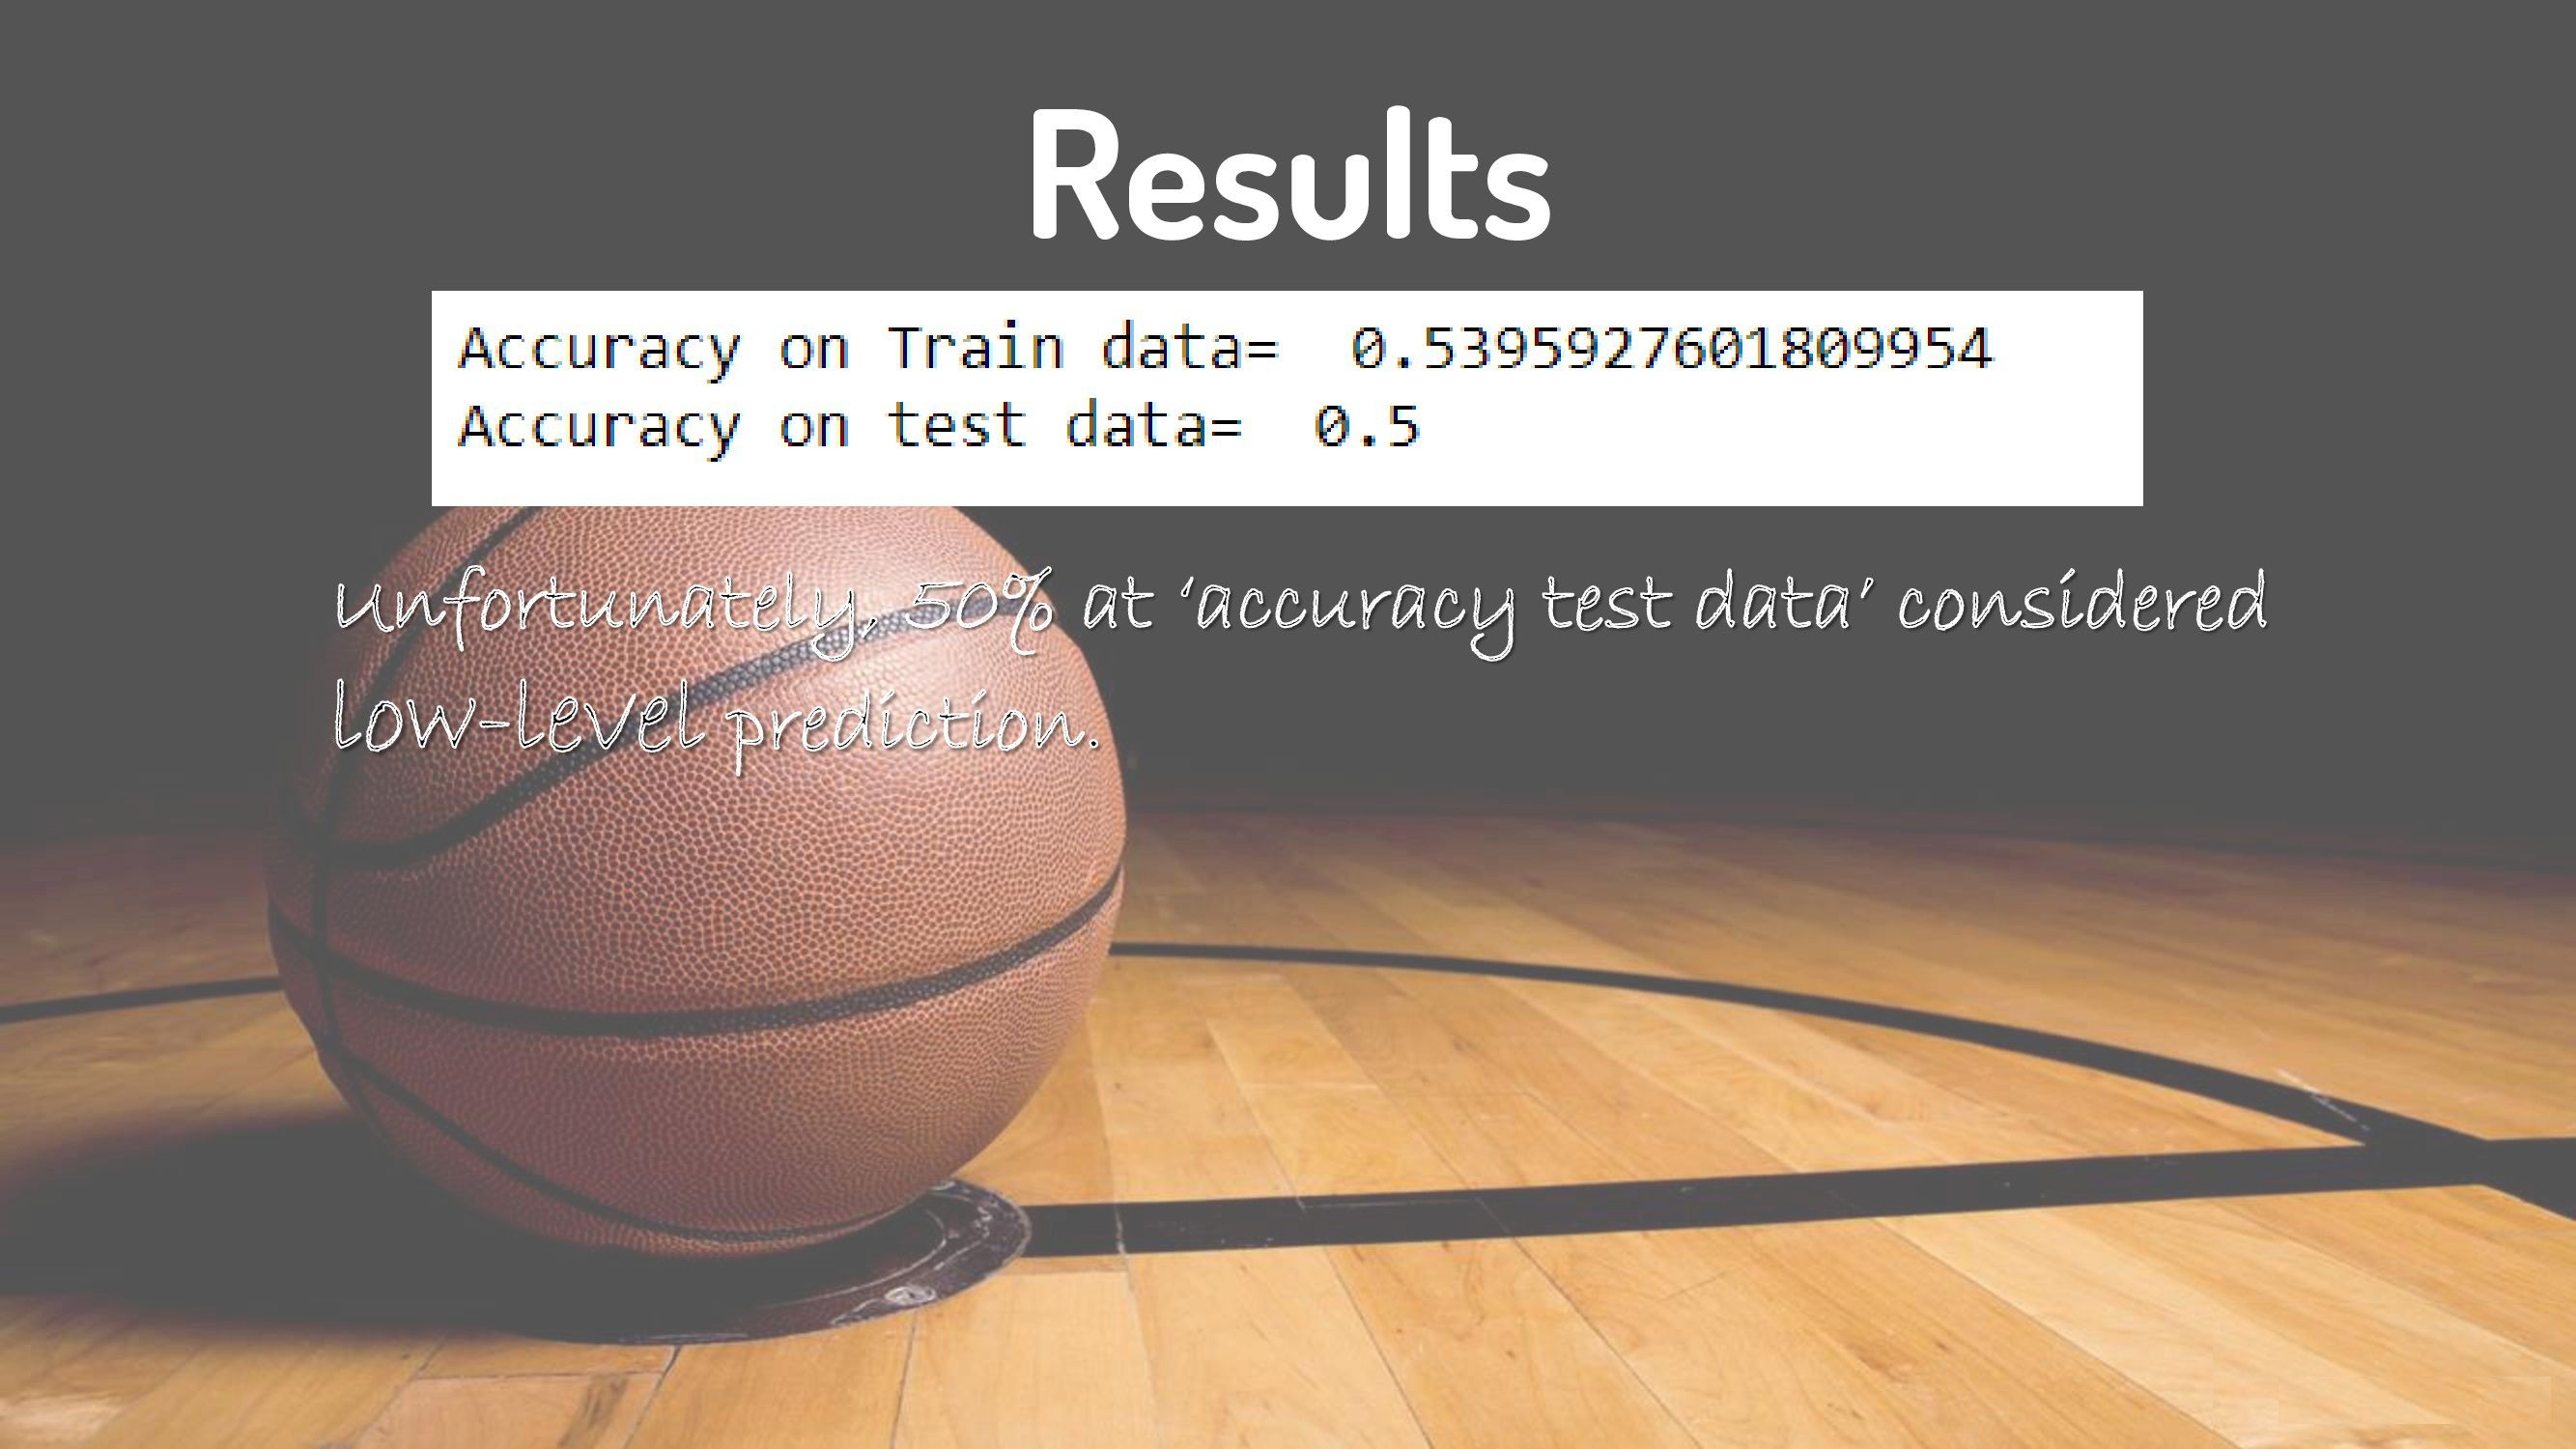 Results
Accuracy on Train data=  0.5395927601809954
Accuracy on test data=  0.5
Unfortunately, 50% at ‘accuracy test data’ considered
low-level prediction.